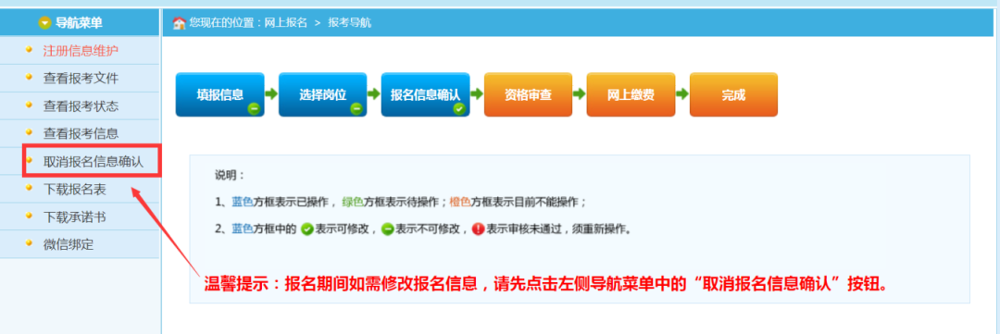 导航菜单
您现在的位置：网上报名 > 报考导航
注册信息维护
查看报考文件
查看报考状态
查看报考信息
取消报名信息确认
下载报名表
下载承诺书
微信绑定
填报信息
选择岗位
报名信息确认
资格审查
网上缴费
完成
说明：
1、蓝色方框表示已操作， 绿色方框表示待操作；橙色方框表示目前不能操作；
2、蓝色方框中的 表示可修改， 表示不可修改， 表示审核未通过，须重新操作。
温馨提示：报名期间如需修改报名信息，请先点击左侧导航菜单中的“取消报名信息确认”按钮。